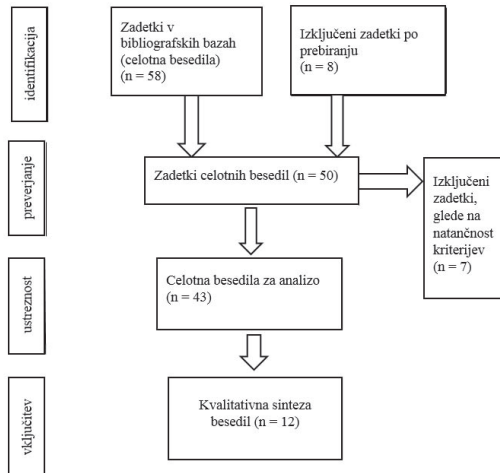 identifikacija
Zadetki v
bibliografskih bazah
(celotna besedila)
(n = 58)
Izključeni zadetki po
prebiranju
(n = 8)
preverjanje
Zadetki celotnih besedil (n = 50)
Izključeni
zadetki,
glede na
natančnost
kriterijev
(n = 7)
ustreznost
Celotna besedila za analizo
(n = 43)
vključitev
Kvalitativna sinteza
besedil (n = 12)